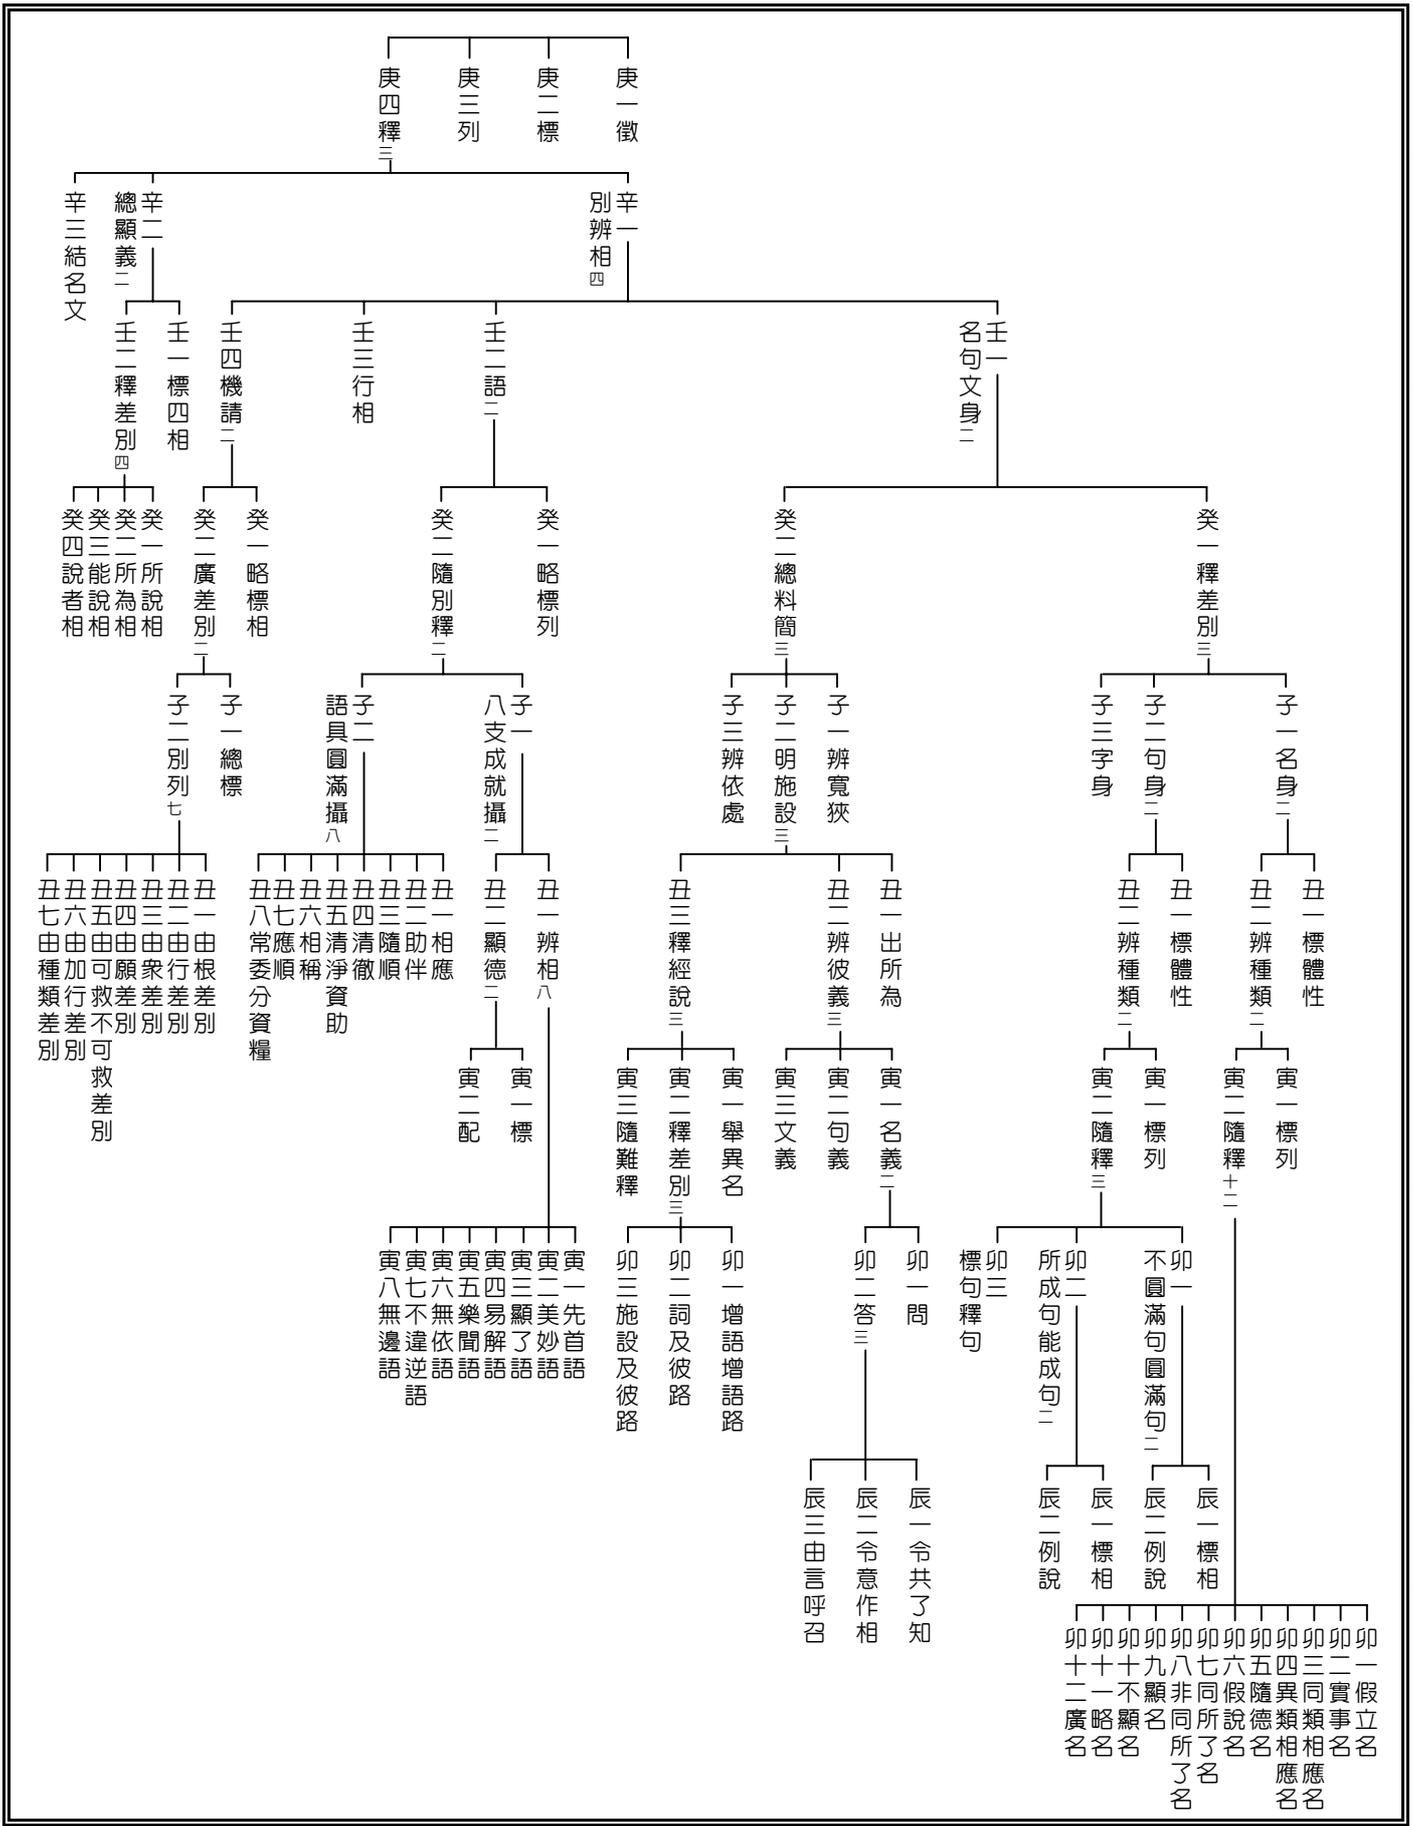 庚一徵
庚二標
庚三列
庚四釋三
辛一
別辨相四
辛二
總顯義二
辛三結名文
壬一
名句文身二
壬二語二
壬三行相
壬四機請二
壬一標四相
壬二釋差別四
癸一釋差別三
癸二總料簡三
癸一略標列
癸二隨別釋二
癸一略標相
癸二廣差別二
癸一所說相
癸二所為相
癸三能說相
癸四說者相
子一名身二
子二句身二
子三字身
子一辨寬狹
子二明施設三
子三辨依處
子一
八支成就攝二
子二
語具圓滿攝八
子一總標
子二別列七
丑一標體性
丑二辨種類二
丑一標體性
丑二辨種類二
丑一出所為
丑二辨彼義三
丑三釋經說三
丑一辨相八
丑二顯德二
丑一相應
丑二助伴
丑三隨順
丑四清徹
丑五清淨資助
丑六相稱
丑七應順
丑八常委分資糧
丑一由根差別
丑二由行差別
丑三由衆差別
丑四由願差別
丑五由可救不可救差別
丑六由加行差別
丑七由種類差別
寅一標列
寅二隨釋十二
寅一標列
寅二隨釋三
寅一名義二
寅二句義
寅三文義
寅一舉異名
寅二釋差別三
寅三隨難釋
寅一標
寅二配
寅一先首語
寅二美妙語
寅三顯了語
寅四易解語
寅五樂聞語
寅六無依語
寅七不違逆語
寅八無邊語
卯一
不圓滿句圓滿句二
卯二
所成句能成句二
卯三
標句釋句
卯一問
卯二答三
卯一增語增語路
卯二詞及彼路
卯三施設及彼路
辰一標相
辰二例說
辰一標相
辰二例說
辰一令共了知
辰二令意作相
辰三由言呼召
卯一假立名
卯二實事名
卯三同類相應名
卯四異類相應名
卯五隨德名
卯六假說名
卯七同所了名
卯八非同所了名
卯九顯名
卯十不顯名
卯十一略名
卯十二廣名